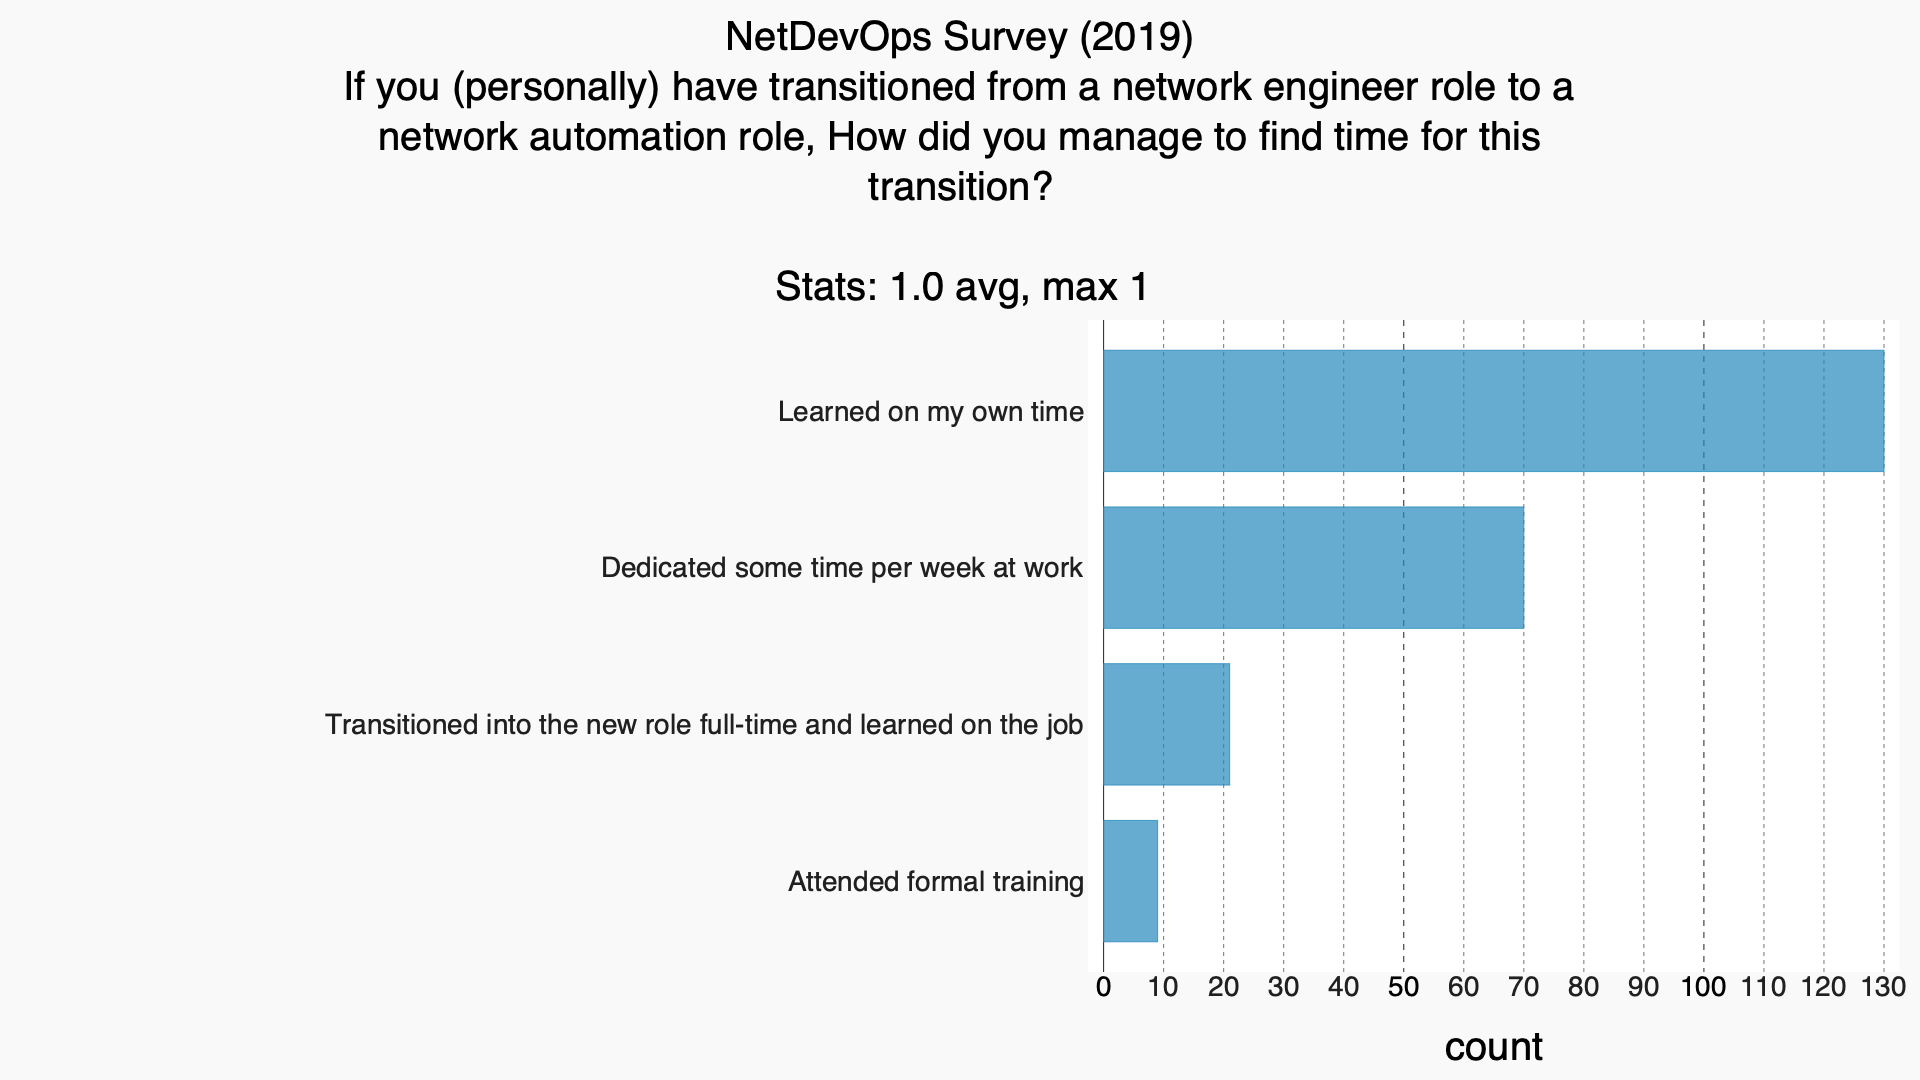 NetDevOps Survey (2019)
If you (personally) have transitioned from a network engineer role to a
network automation role, How did you manage to find time for this
transition?
Stats: 1.0 avg, max 1
Learned on my own time
Dedicated some time per week at work
Transitioned into the new role full-time and learned on the job
Attended formal training
0 10 20 30 40 50 60 70 80 90 100 110 120 130
count